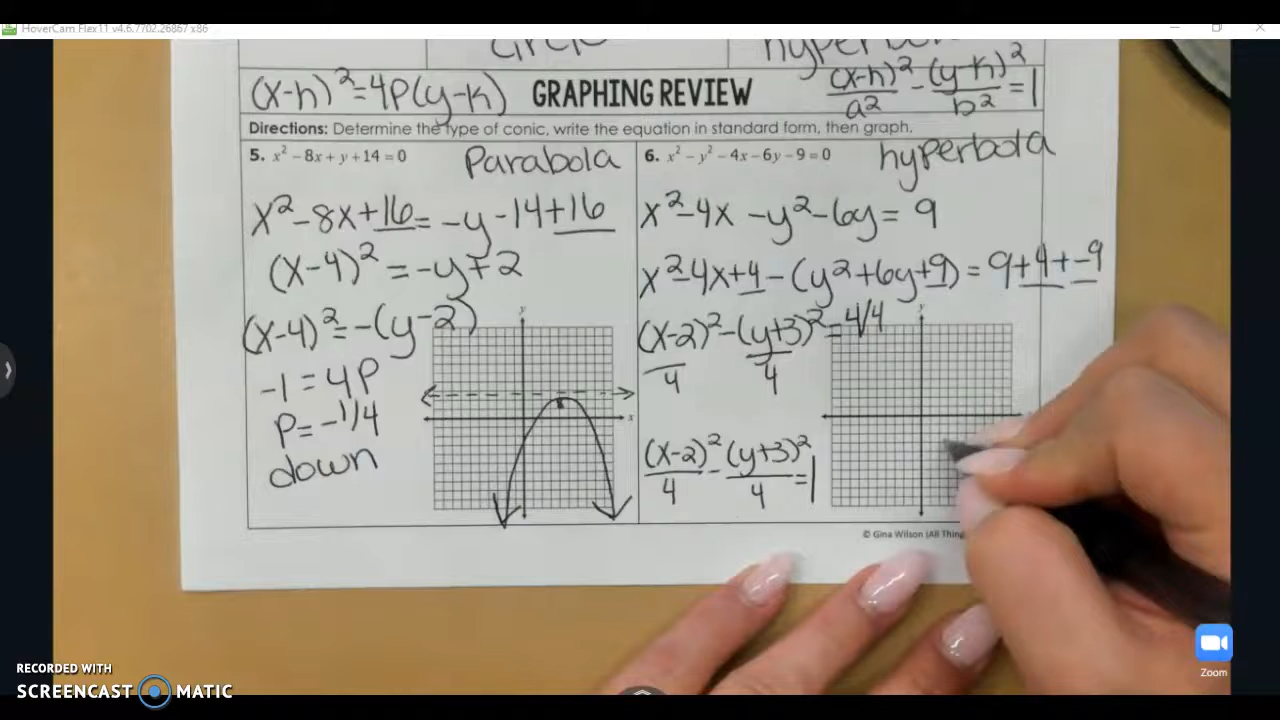 HoverCam Flex11 v4.6.7702.26867 x86
circle
(x-h)²=4P(y-k)
GRAPHING REVIEW
(x-h)²/a² - (y-k)²/b² = 1
Directions: Determine the type of conic, write the equation in standard form, then graph.
5. x² – 8x + y + 14 = 0
Parabola
x²-8x+16=-y-14+16
(x-4)²=-y+2
(x-4)²=-(y-2)
-1=4P
P=-1/4
down
y
x
6. x² – y² – 4x – 6y – 9 = 0
hyperbola
x²-4x-y²-6y=9
x²-4x+4-(y²+6y+9)=9+4+-9
(x-2)²/4-(y+3)²/4=4/4
(x-2)²/4-(y+3)²/4=1
y
© Gina Wilson (All Thin
RECORDED WITH
SCREENCAST MATIC
Zoom